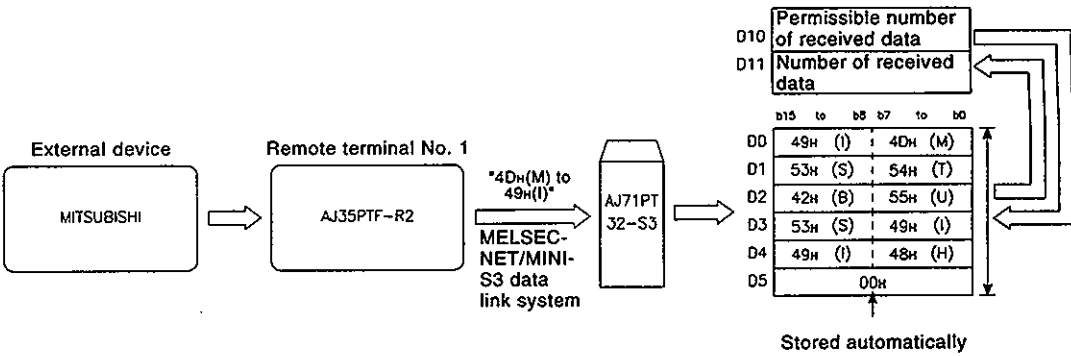 D10 Permissible number
of received data
D11 Number of received
data
b15 to b8 b7 to b0
External device
MITSUBISHI
Remote terminal No. 1
AJ35PTF-R2
"4DH(M) to
49H(I)"
MELSEC-
NET/MINI-
S3 data
link system
AJ71PT
32-S3
D0 49H (I) 4DH (M)
D1 53H (S) 54H (T)
D2 42H (B) 55H (U)
D3 53H (S) 49H (I)
D4 49H (I) 48H (H)
D5 00H
Stored automatically